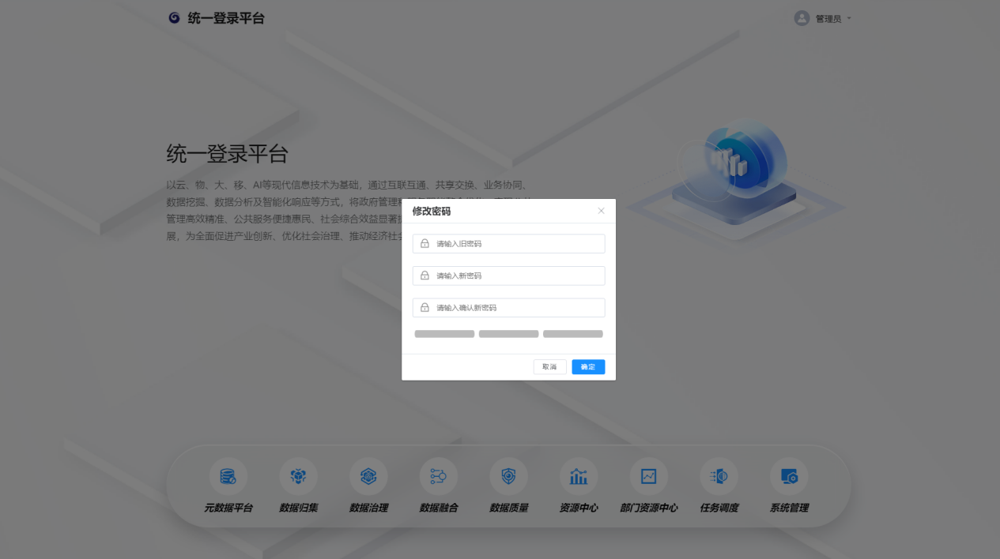 统一登录平台
管理员
统一登录平台
以云、物、大、移、AI等现代信息技术为基础，通过互联互通、共享交换、业务协同、
数据挖掘、数据分析及智能化响应等方式，将政府管理
管理高效精准、公共服务便捷惠民、社会综合效益显著
展，为全面促进产业创新、优化社会治理、推动经济社
修改密码
请输入旧密码
请输入新密码
请输入确认新密码
取消
确定
元数据平台
数据归集
数据治理
数据融合
数据质量
资源中心
部门资源中心
任务调度
系统管理